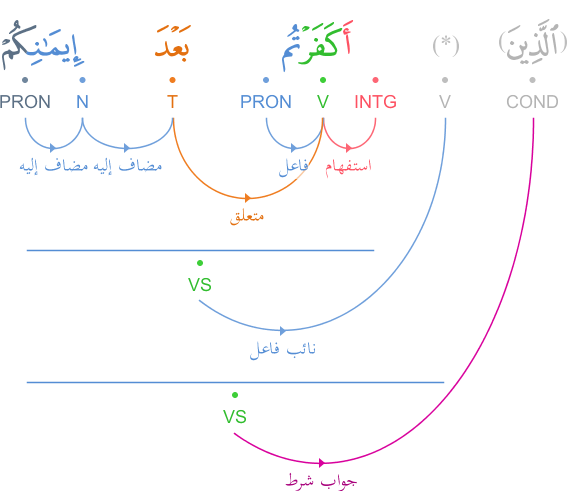 (ٱلَّذِينَ) (*) أَكَفَرْتُم بَعْدَ إِيمَـٰنِكُمْ
COND V INTG V PRON T N PRON
استفهام فاعل مضاف إليه مضاف إليه
متعلق
VS
نائب فاعل
VS
جواب شرط